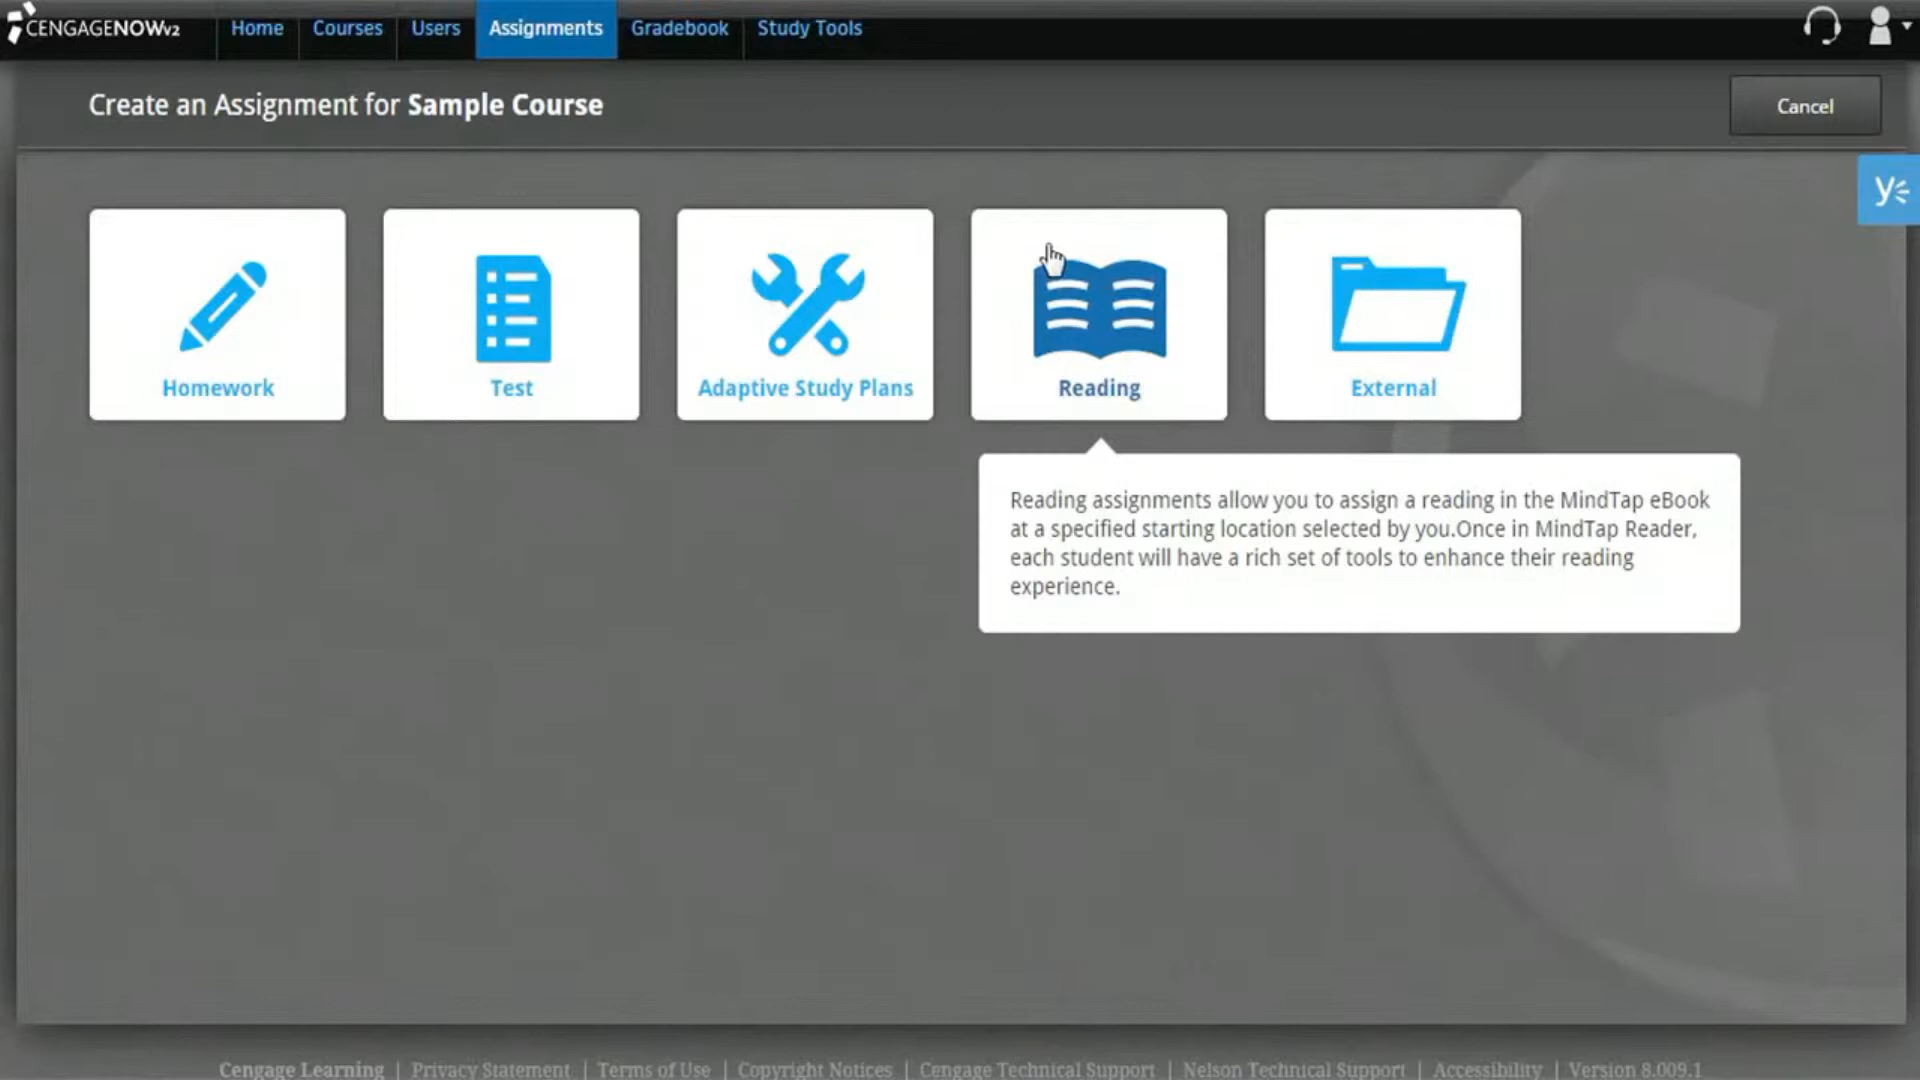 CENGAGENOWv2 Home Courses Users Assignments Gradebook Study Tools
Create an Assignment for Sample Course
Cancel
y
Homework Test Adaptive Study Plans Reading External
Reading assignments allow you to assign a reading in the MindTap eBook
at a specified starting location selected by you.Once in MindTap Reader,
each student will have a rich set of tools to enhance their reading
experience.
Cengage Learning | Privacy Statement | Terms of Use | Copyright Notices | Cengage Technical Support | Nelson Technical Support | Accessibility | Version 8.009.1